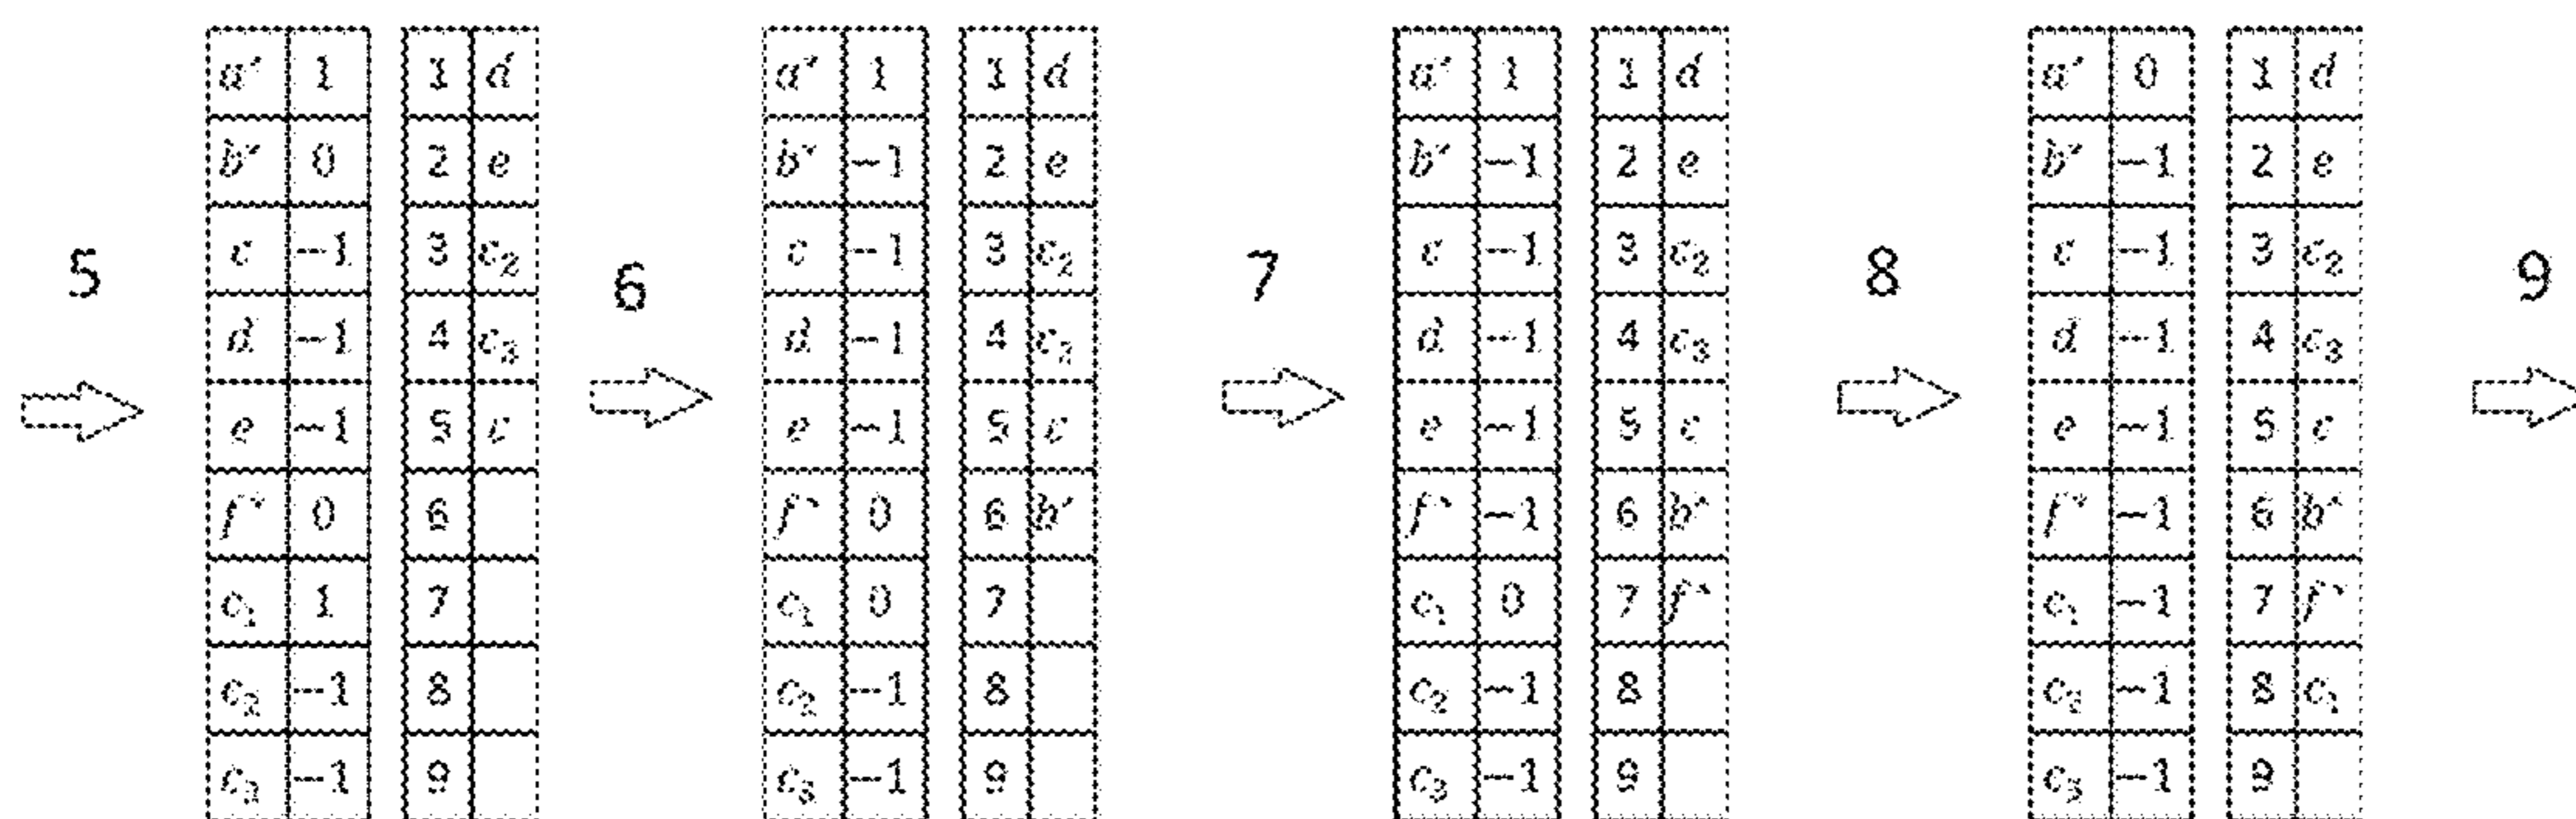 a′ 1 1 d a′ 1 1 d a′ 1 1 d a′ 0 1 d
b′ 0 2 e b′ −1 2 e b′ −1 2 e b′ −1 2 e
5 c −1 3 c₂ 6 c −1 3 c₂ 7 c −1 3 c₂ 8 c −1 3 c₂ 9
d −1 4 c₃ d −1 4 c₃ d −1 4 c₃ d −1 4 c₃
e −1 5 c e −1 5 c e −1 5 c e −1 5 c
f′ 0 6 f′ 0 6 b′ f′ −1 6 b′ f′ −1 6 b′
c₁ 1 7 c₁ 0 7 c₁ 0 7 f′ c₁ −1 7 f′
c₂ −1 8 c₂ −1 8 c₂ −1 8 c₂ −1 8 c₁
c₃ −1 9 c₃ −1 9 c₃ −1 9 c₃ −1 9